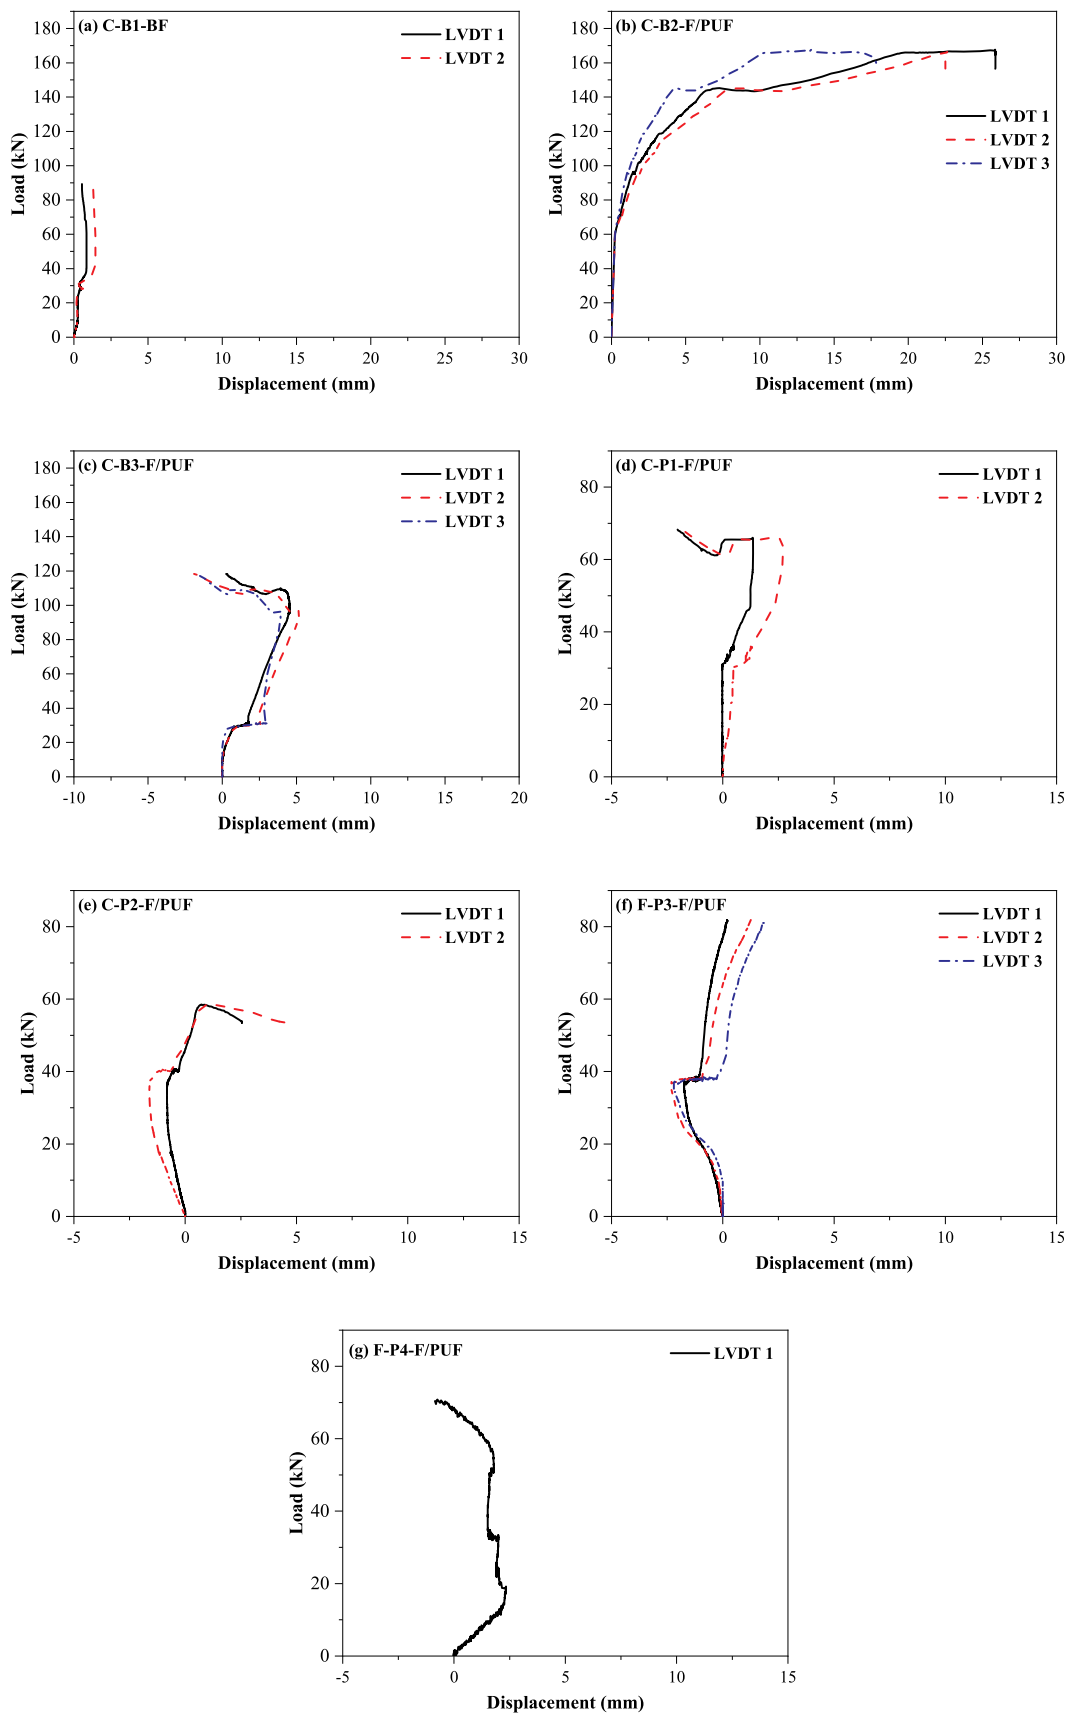 (a) C-B1-BF
LVDT 1
LVDT 2
180
160
140
120
100
80
60
40
20
0
Load (kN)
0 5 10 15 20 25 30
Displacement (mm)
(b) C-B2-F/PUF
LVDT 1
LVDT 2
LVDT 3
180
160
140
120
100
80
60
40
20
0
Load (kN)
0 5 10 15 20 25 30
Displacement (mm)
(c) C-B3-F/PUF
LVDT 1
LVDT 2
LVDT 3
180
160
140
120
100
80
60
40
20
0
Load (kN)
-10 -5 0 5 10 15 20
Displacement (mm)
(d) C-P1-F/PUF
LVDT 1
LVDT 2
80
60
40
20
0
Load (kN)
-5 0 5 10 15
Displacement (mm)
(e) C-P2-F/PUF
LVDT 1
LVDT 2
80
60
40
20
0
Load (kN)
-5 0 5 10 15
Displacement (mm)
(f) F-P3-F/PUF
LVDT 1
LVDT 2
LVDT 3
80
60
40
20
0
Load (kN)
-5 0 5 10 15
Displacement (mm)
(g) F-P4-F/PUF
LVDT 1
80
60
40
20
0
Load (kN)
-5 0 5 10 15
Displacement (mm)